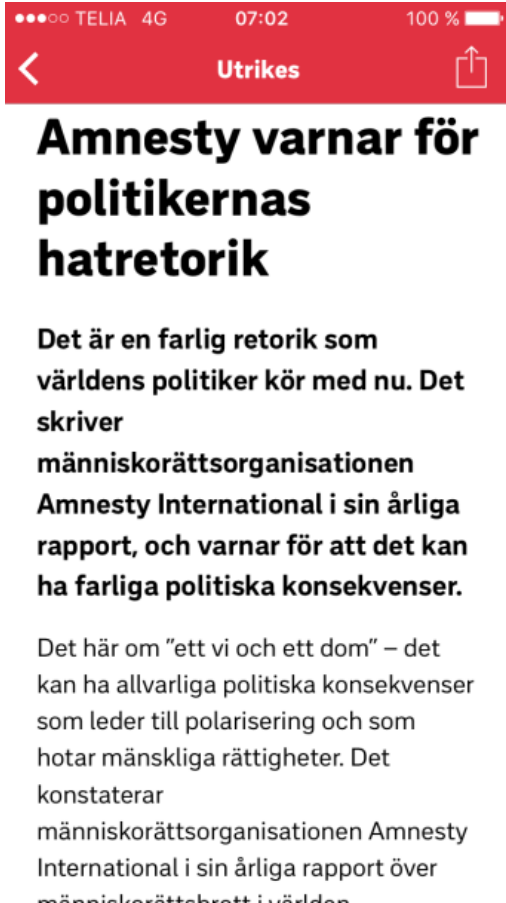 TELIA 4G 07:02 100 %
Utrikes
Amnesty varnar för
politikernas
hatretorik
Det är en farlig retorik som
världens politiker kör med nu. Det
skriver
människorättsorganisationen
Amnesty International i sin årliga
rapport, och varnar för att det kan
ha farliga politiska konsekvenser.
Det här om ”ett vi och ett dom” – det
kan ha allvarliga politiska konsekvenser
som leder till polarisering och som
hotar mänskliga rättigheter. Det
konstaterar
människorättsorganisationen Amnesty
International i sin årliga rapport över
människorättsbrott i världen